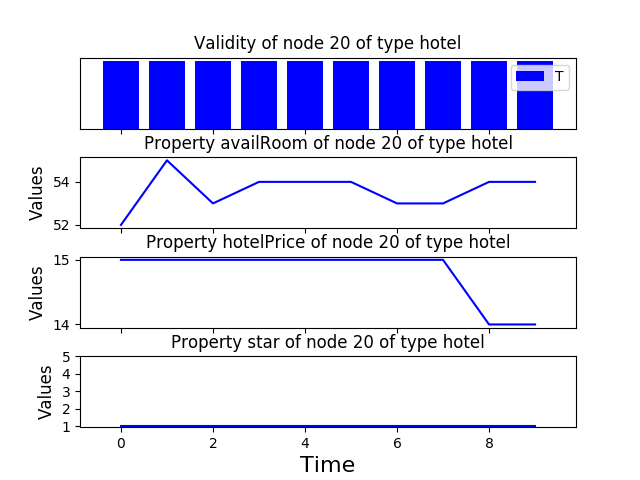 Validity of node 20 of type hotel
T
Property availRoom of node 20 of type hotel
54
52
Values
Property hotelPrice of node 20 of type hotel
15
14
Values
Property star of node 20 of type hotel
5
4
3
2
1
Values
0 2 4 6 8
Time